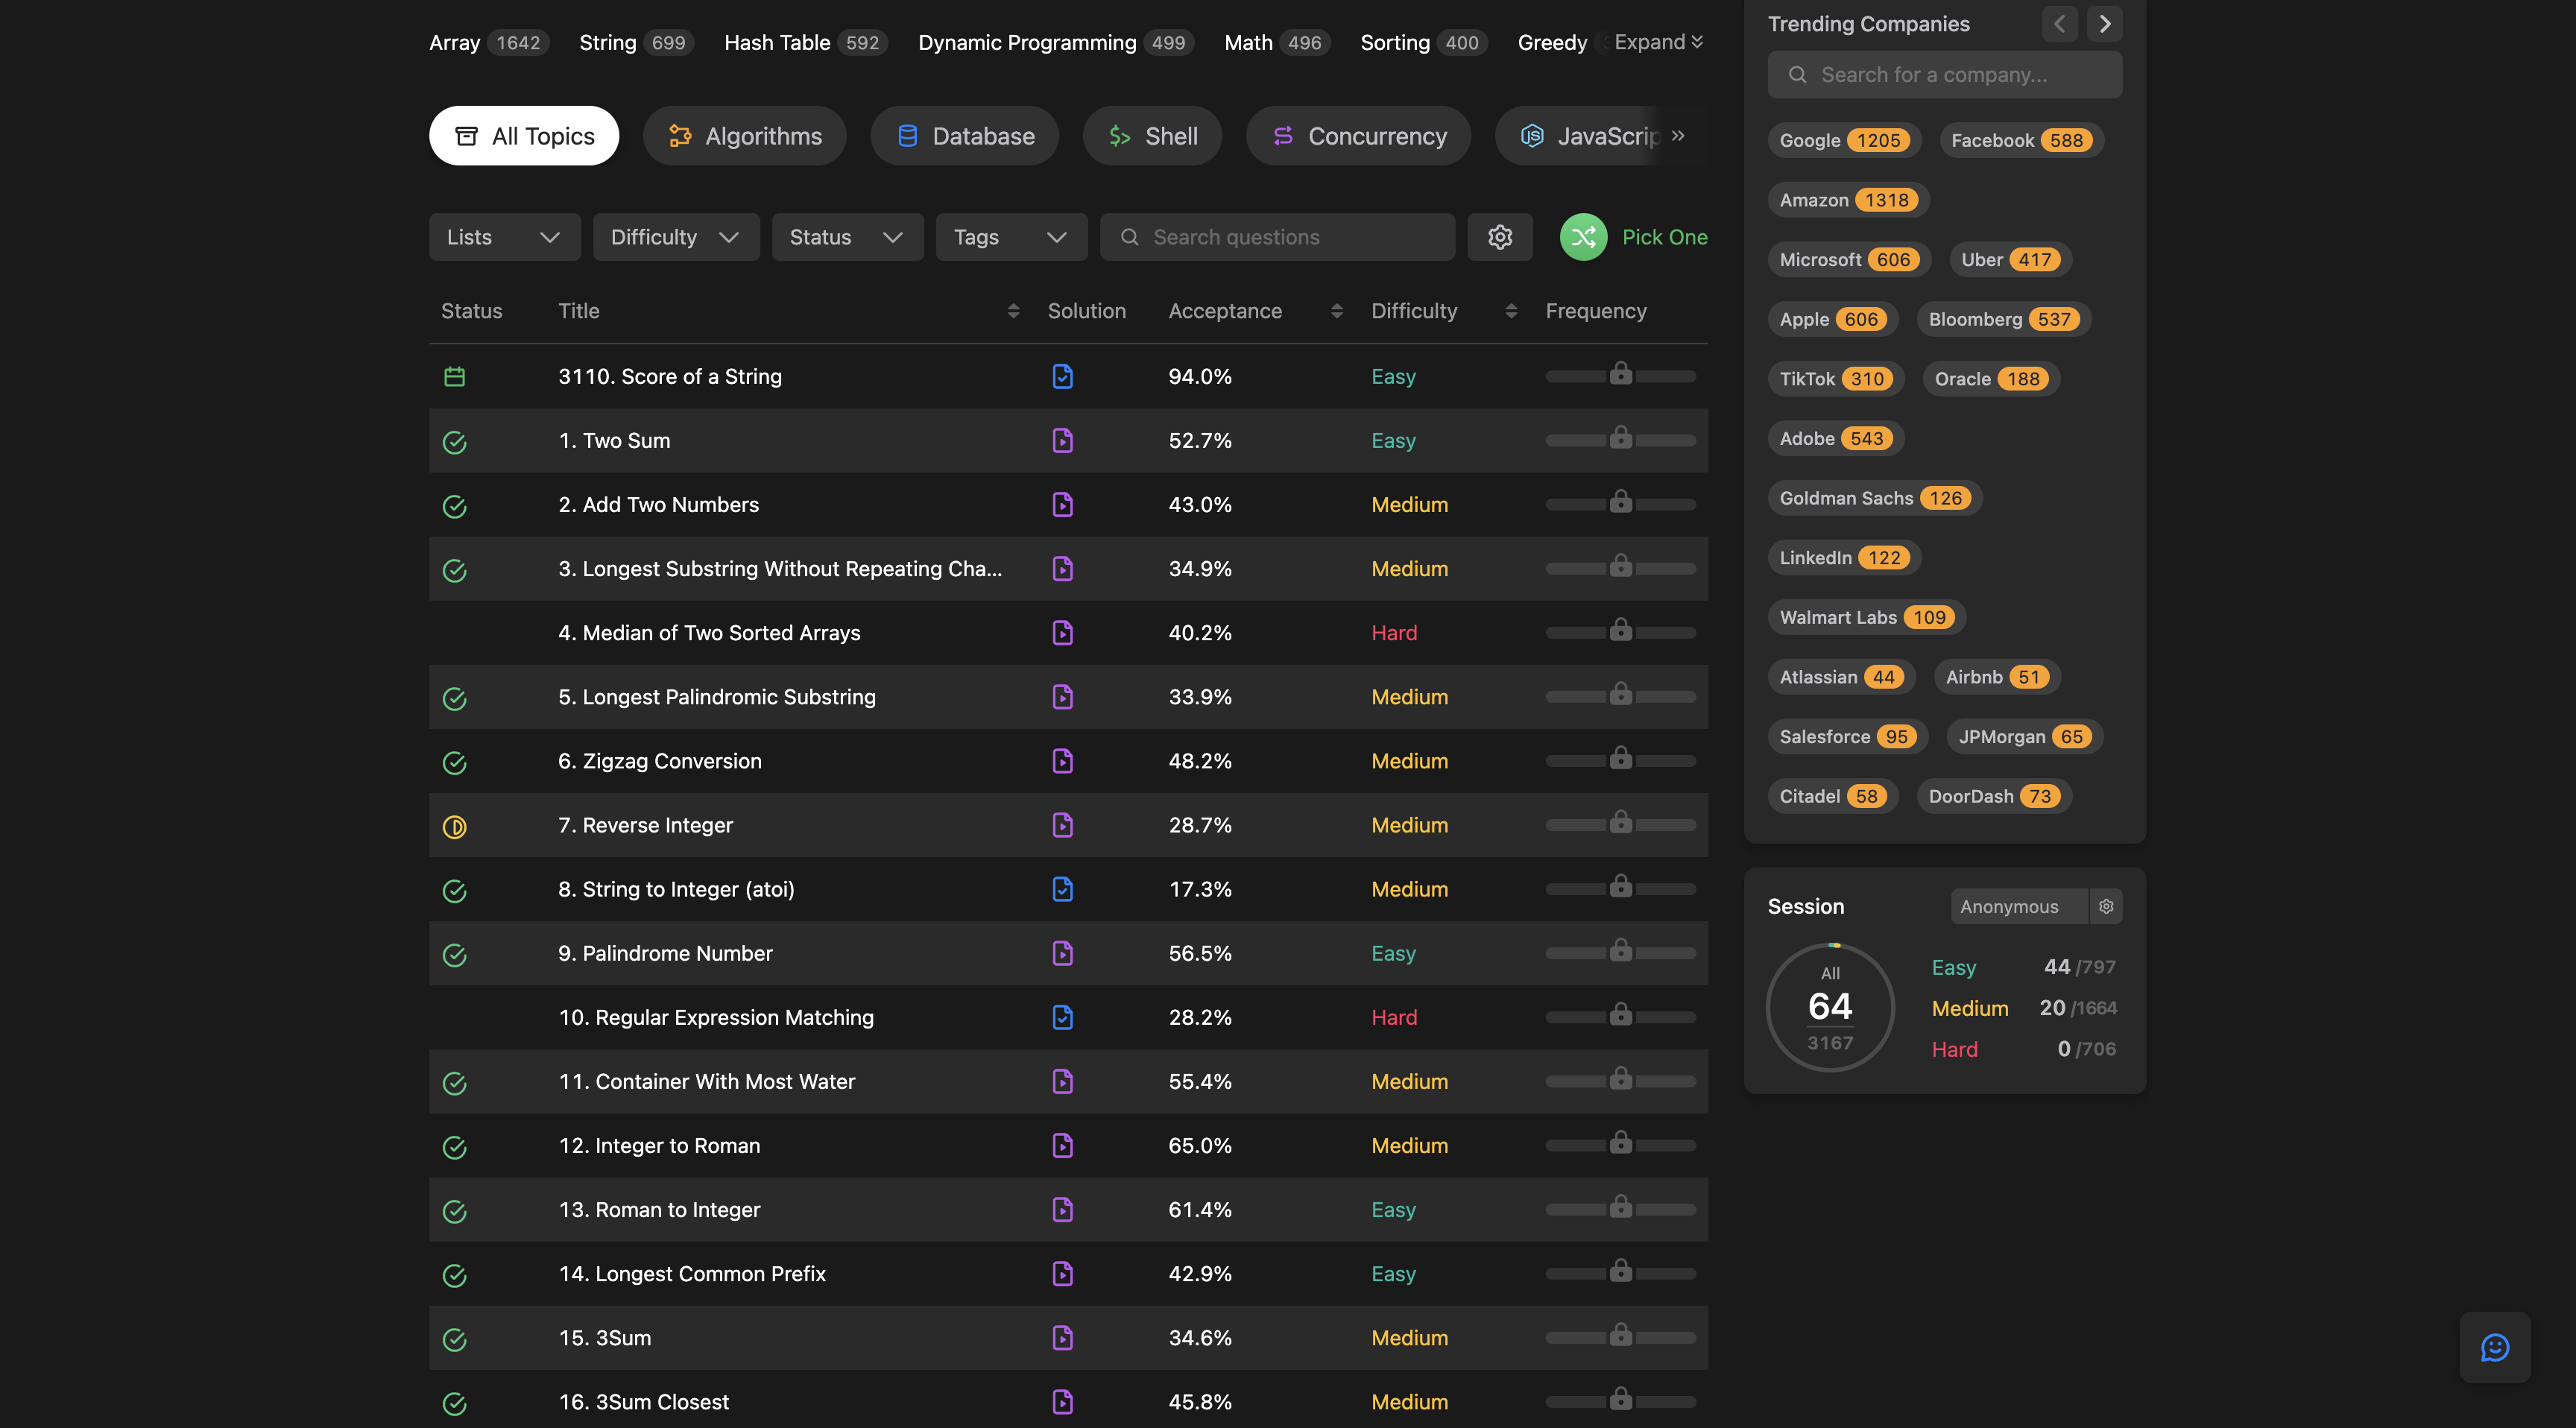 Array 1642 String 699 Hash Table 592 Dynamic Programming 499 Math 496 Sorting 400 Greedy Expand
All Topics Algorithms Database Shell Concurrency JavaScrip
Lists Difficulty Status Tags Search questions Pick One
Status Title Solution Acceptance Difficulty Frequency
3110. Score of a String 94.0% Easy
1. Two Sum 52.7% Easy
2. Add Two Numbers 43.0% Medium
3. Longest Substring Without Repeating Cha... 34.9% Medium
4. Median of Two Sorted Arrays 40.2% Hard
5. Longest Palindromic Substring 33.9% Medium
6. Zigzag Conversion 48.2% Medium
7. Reverse Integer 28.7% Medium
8. String to Integer (atoi) 17.3% Medium
9. Palindrome Number 56.5% Easy
10. Regular Expression Matching 28.2% Hard
11. Container With Most Water 55.4% Medium
12. Integer to Roman 65.0% Medium
13. Roman to Integer 61.4% Easy
14. Longest Common Prefix 42.9% Easy
15. 3Sum 34.6% Medium
16. 3Sum Closest 45.8% Medium
Trending Companies
Search for a company...
Google 1205 Facebook 588
Amazon 1318
Microsoft 606 Uber 417
Apple 606 Bloomberg 537
TikTok 310 Oracle 188
Adobe 543
Goldman Sachs 126
LinkedIn 122
Walmart Labs 109
Atlassian 44 Airbnb 51
Salesforce 95 JPMorgan 65
Citadel 58 DoorDash 73
Session Anonymous
All
64
3167
Easy 44 /797
Medium 20 /1664
Hard 0 /706